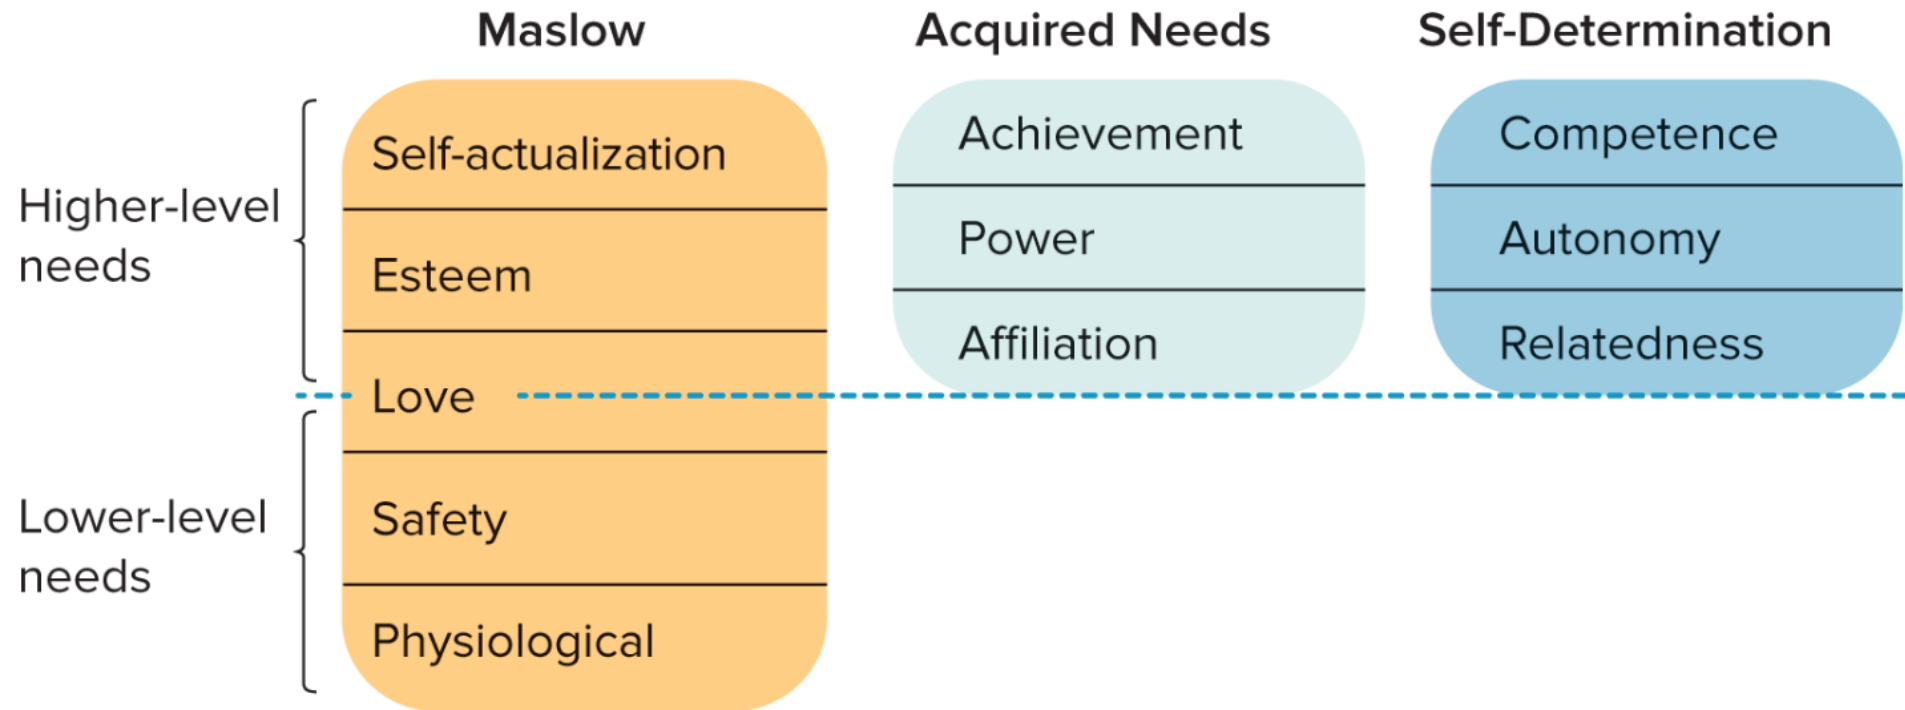 Maslow
Acquired Needs
Self-Determination
Higher-level
needs
Self-actualization
Esteem
Love
Safety
Physiological
Lower-level
needs
Achievement
Power
Affiliation
Competence
Autonomy
Relatedness